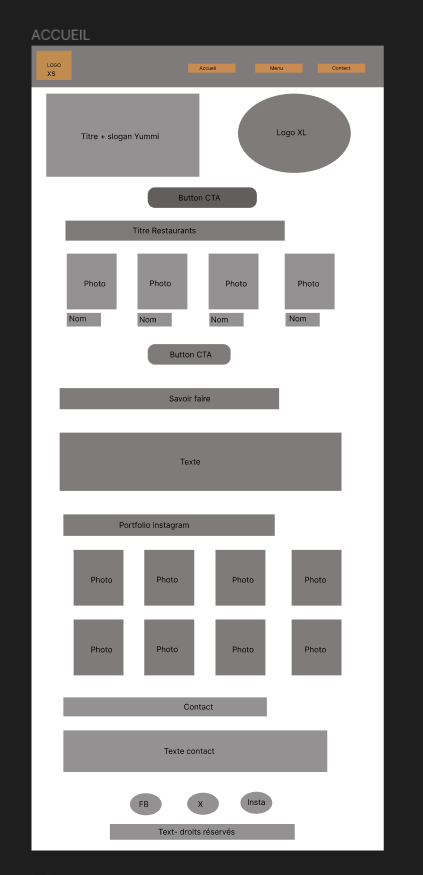 ACCUEIL
LOGO
XS
Accueil
Menu
Contact
Titre + slogan Yummi
Logo XL
Button CTA
Titre Restaurants
Photo
Photo
Photo
Photo
Nom
Nom
Nom
Nom
Button CTA
Savoir faire
Texte
Portfolio instagram
Photo
Photo
Photo
Photo
Photo
Photo
Photo
Photo
Contact
Texte contact
FB
X
Insta
Text- droits réservés